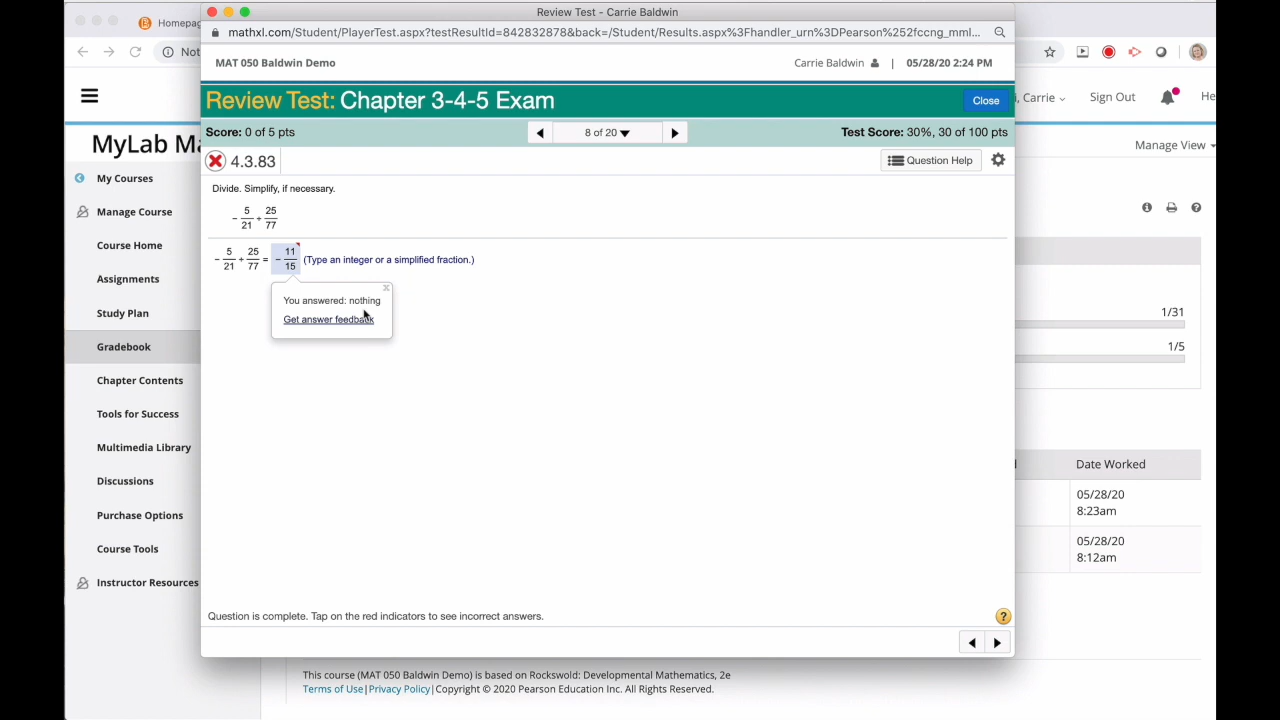 Review Test - Carrie Baldwin
Homepag
Not
mathxl.com/Student/PlayerTest.aspx?testResultId=842832878&back=/Student/Results.aspx%3Fhandler_urn%3DPearson%252fccng_mml...
MAT 050 Baldwin Demo
Carrie Baldwin | 05/28/20 2:24 PM
Review Test: Chapter 3-4-5 Exam
Close
i, Carrie
Sign Out
He
Score: 0 of 5 pts
8 of 20
Test Score: 30%, 30 of 100 pts
MyLab Ma
Manage View
4.3.83
Question Help
My Courses
Manage Course
Course Home
Assignments
Study Plan
Gradebook
Chapter Contents
Tools for Success
Multimedia Library
Discussions
Purchase Options
Course Tools
Instructor Resources
Divide. Simplify, if necessary.
- 5/21 ÷ 25/77
- 5/21 ÷ 25/77 = - 11/15 (Type an integer or a simplified fraction.)
x
You answered: nothing
Get answer feedback
1/31
1/5
Date Worked
05/28/20
8:23am
05/28/20
8:12am
Question is complete. Tap on the red indicators to see incorrect answers.
?
This course (MAT 050 Baldwin Demo) is based on Rockswold: Developmental Mathematics, 2e
Terms of Use|Privacy Policy|Copyright © 2020 Pearson Education Inc. All Rights Reserved.